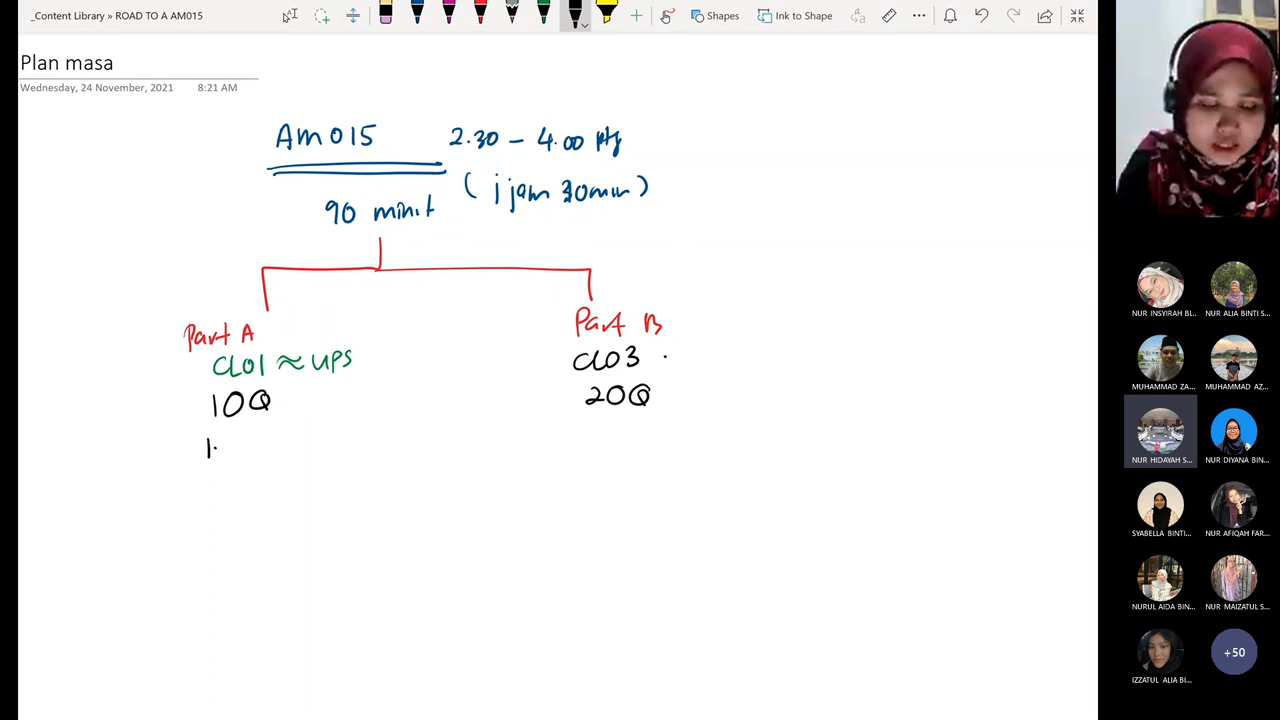 _Content Library » ROAD TO A AM015
Shapes
Ink to Shape
Plan masa
Wednesday, 24 November, 2021 8:21 AM
AM015 2.30 – 4.00 ptg
(1 jam 30min)
90 minit
Part A
CLO1 ≈ UPS
10Q
1.
Part B
CLO3 .
20Q
NUR INSYIRAH BI...
NUR ALIA BINTI S...
MUHAMMAD ZA...
MUHAMMAD AZ...
NUR HIDAYAH S...
NUR DIYANA BIN...
SYABELLA BINTI...
NUR AFIQAH FAR...
NURUL AIDA BIN...
NUR MAIZATUL S...
IZZATUL ALIA BI...
+50